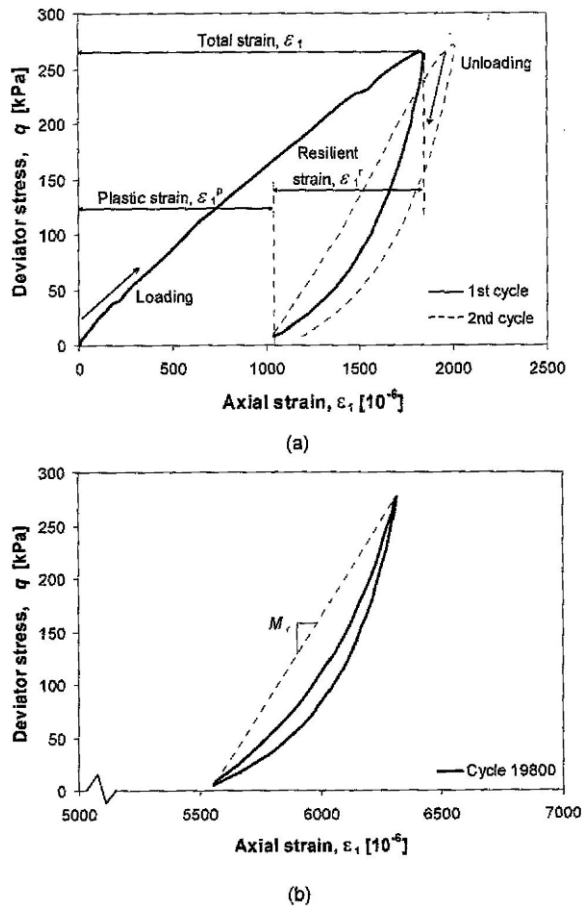 300
250
200
150
100
50
0
Deviator stress, q [kPa]
Total strain, ε₁
Unloading
Resilient
strain, ε₁ʳ
Plastic strain, ε₁ᵖ
Loading
1st cycle
2nd cycle
0 500 1000 1500 2000 2500
Axial strain, ε₁ [10⁻⁶]
(a)
300
250
200
150
100
50
0
Deviator stress, q [kPa]
Mᵣ
Cycle 19800
5000 5500 6000 6500 7000
Axial strain, ε₁ [10⁻⁶]
(b)